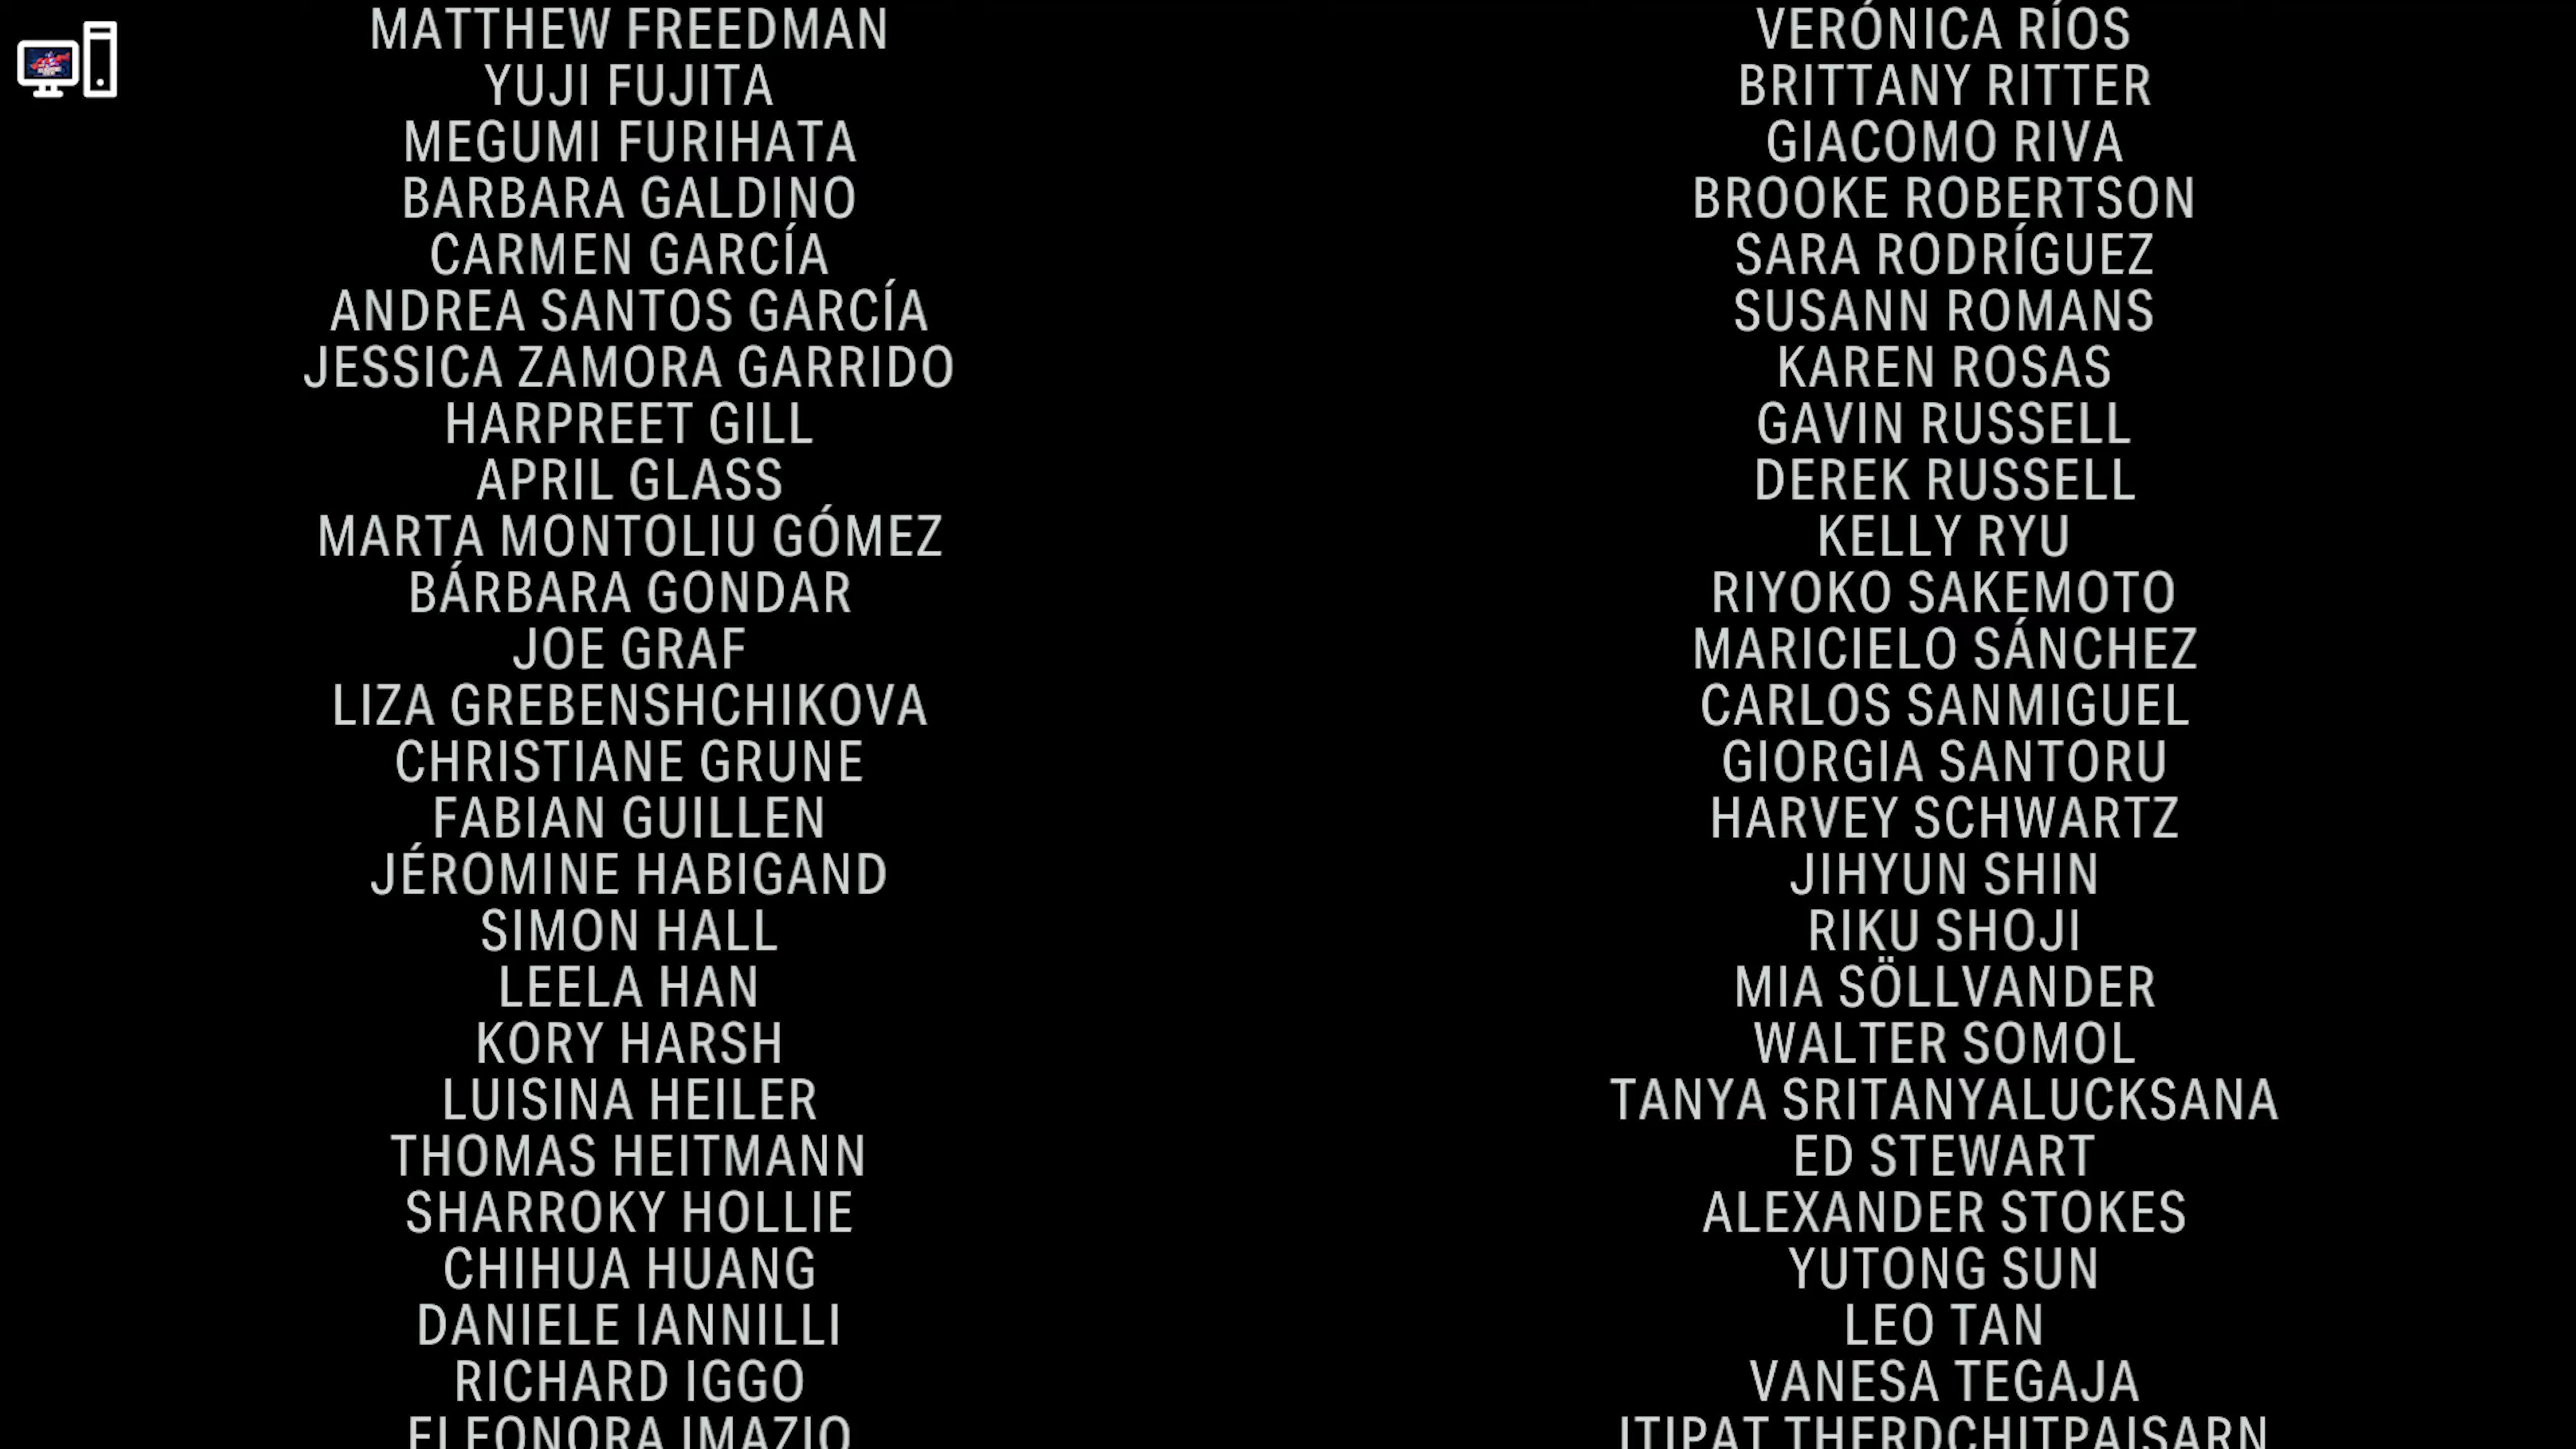 MATTHEW FREEDMAN
YUJI FUJITA
MEGUMI FURIHATA
BARBARA GALDINO
CARMEN GARCÍA
ANDREA SANTOS GARCÍA
JESSICA ZAMORA GARRIDO
HARPREET GILL
APRIL GLASS
MARTA MONTOLIU GÓMEZ
BÁRBARA GONDAR
JOE GRAF
LIZA GREBENSHCHIKOVA
CHRISTIANE GRUNE
FABIAN GUILLEN
JÉROMINE HABIGAND
SIMON HALL
LEELA HAN
KORY HARSH
LUISINA HEILER
THOMAS HEITMANN
SHARROKY HOLLIE
CHIHUA HUANG
DANIELE IANNILLI
RICHARD IGGO
ELEONORA IMAZIO
VERÓNICA RÍOS
BRITTANY RITTER
GIACOMO RIVA
BROOKE ROBERTSON
SARA RODRÍGUEZ
SUSANN ROMANS
KAREN ROSAS
GAVIN RUSSELL
DEREK RUSSELL
KELLY RYU
RIYOKO SAKEMOTO
MARICIELO SÁNCHEZ
CARLOS SANMIGUEL
GIORGIA SANTORU
HARVEY SCHWARTZ
JIHYUN SHIN
RIKU SHOJI
MIA SÖLLVANDER
WALTER SOMOL
TANYA SRITANYALUCKSANA
ED STEWART
ALEXANDER STOKES
YUTONG SUN
LEO TAN
VANESA TEGAJA
ITIPAT THERDCHITPAISARN